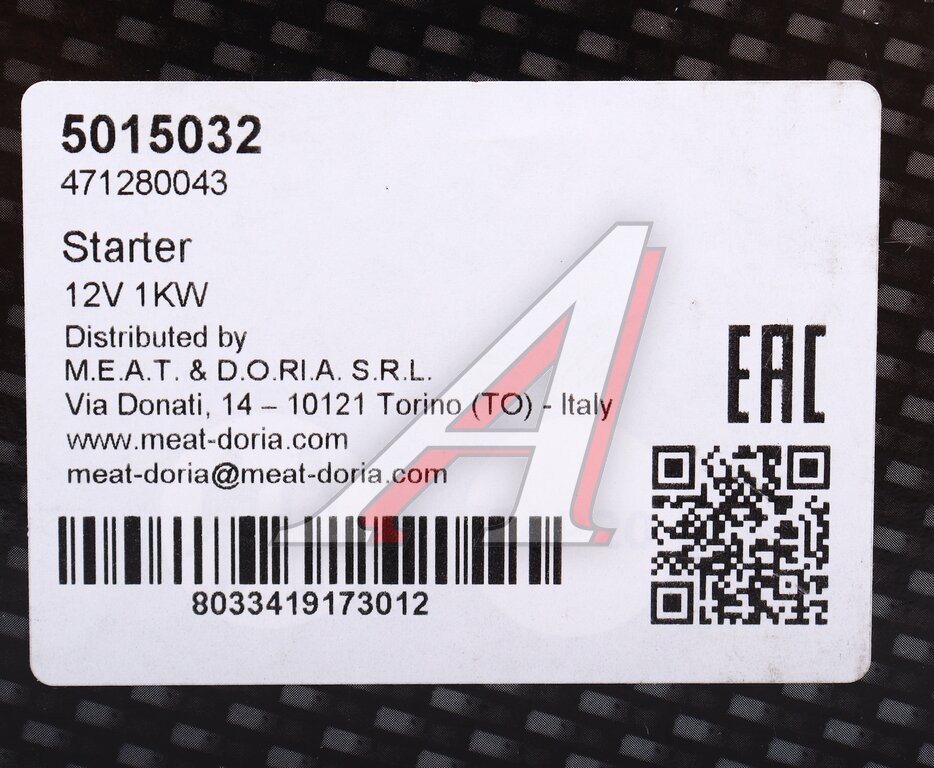 5015032
471280043
Starter
12V 1KW
Distributed by
M.E.A.T. & D.O.RI.A. S.R.L.
Via Donati, 14 – 10121 Torino (TO) - Italy
www.meat-doria.com
meat-doria@meat-doria.com
EAC
8033419173012